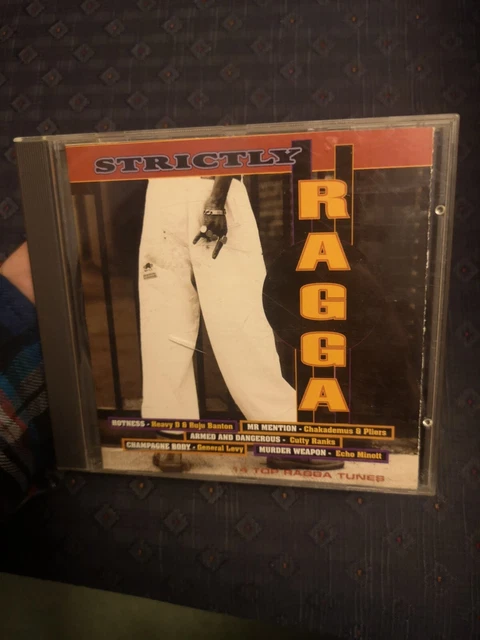 STRICTLY
RAGGA
HOTNESS - Heavy D & Buju Banton
MR MENTION - Chakademus & Pliers
ARMED AND DANGEROUS - Cutty Ranks
CHAMPAGNE BODY - General Levy
MURDER WEAPON - Echo Minott
14 TOP RAGGA TUNES